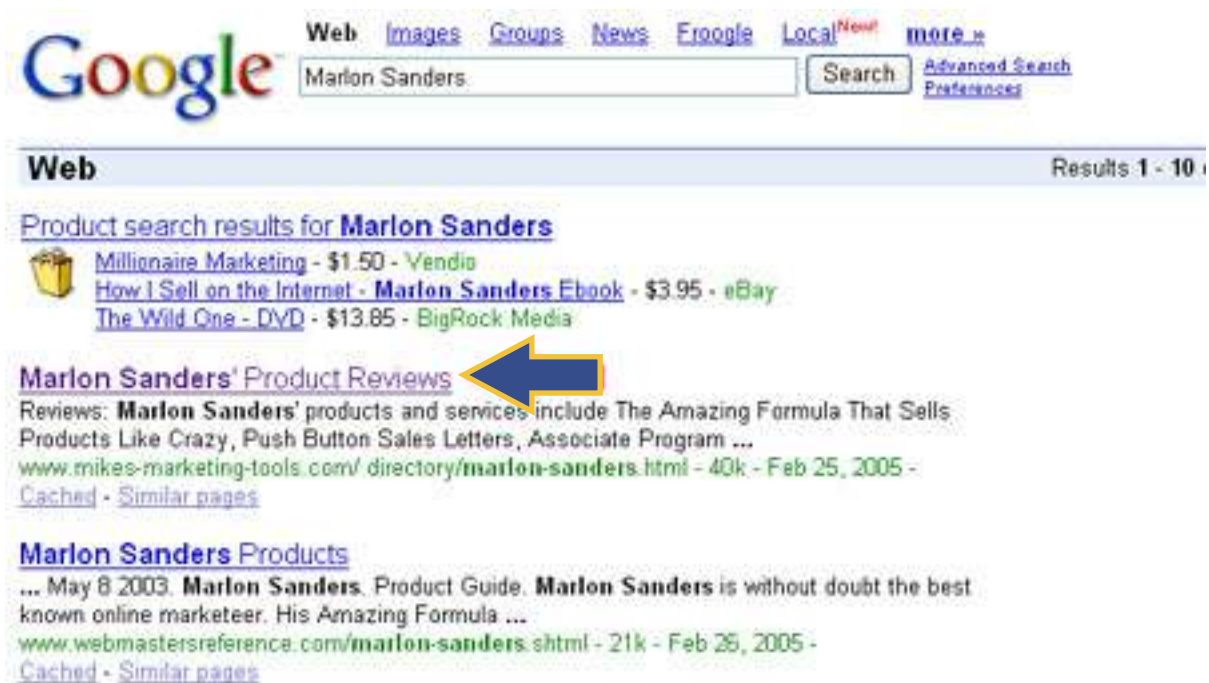 Google
Web Images Groups News Froogle Local New! more »
Marlon Sanders Search Advanced Search
Preferences
Web Results 1 - 10
Product search results for Marlon Sanders
Millionaire Marketing - $1.50 - Vendio
How I Sell on the Internet - Marlon Sanders Ebook - $3.95 - eBay
The Wild One - DVD - $13.85 - BigRock Media
Marlon Sanders' Product Reviews
Reviews: Marlon Sanders' products and services include The Amazing Formula That Sells
Products Like Crazy, Push Button Sales Letters, Associate Program ...
www.mikes-marketing-tools.com/ directory/marlon-sanders.html - 40k - Feb 25, 2005 -
Cached - Similar pages
Marlon Sanders Products
... May 8 2003. Marlon Sanders. Product Guide. Marlon Sanders is without doubt the best
known online marketeer. His Amazing Formula ...
www.webmastersreference.com/marlon-sanders.shtml - 21k - Feb 26, 2005 -
Cached - Similar pages